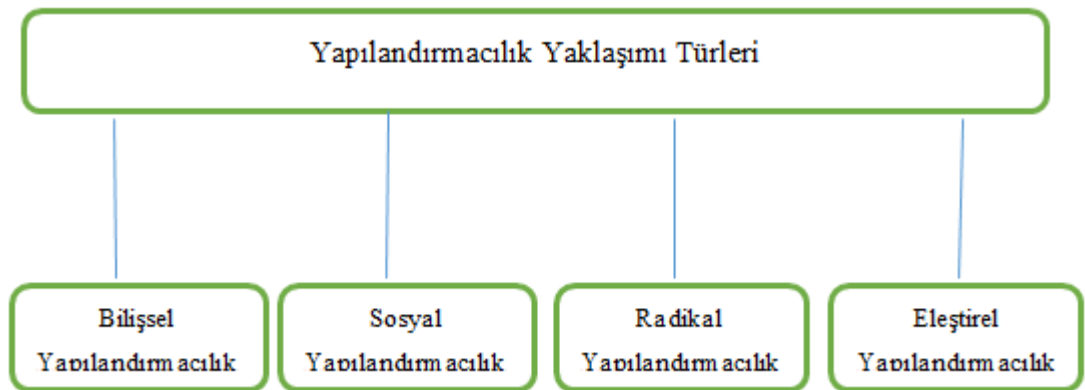 Yapılandırmacılık Yaklaşımı Türleri
Bilişsel
Yapılandırmacılık
Sosyal
Yapılandırmacılık
Radikal
Yapılandırmacılık
Eleştirel
Yapılandırmacılık